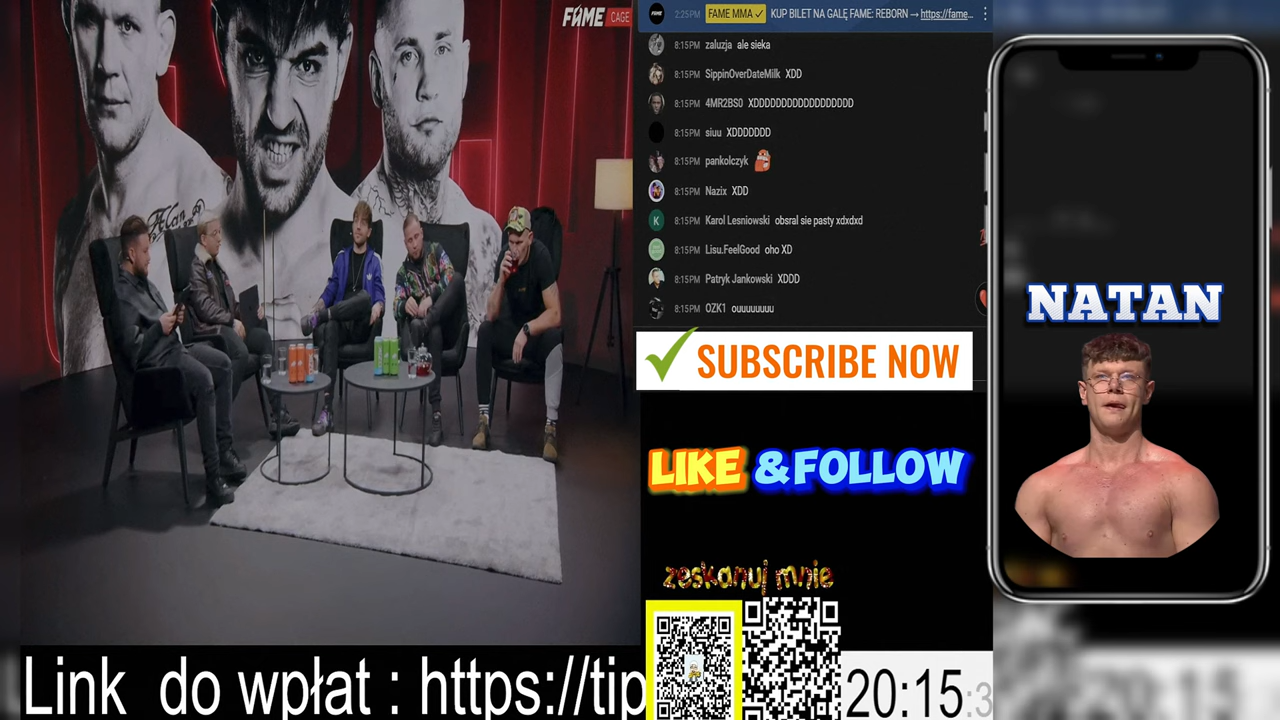 FAME CAGE
2:25PM FAME MMA ✓ KUP BILET NA GALĘ FAME: REBORN → https://fame...
8:15PM zaluzja ale sieka
8:15PM SippinOverDateMilk XDD
8:15PM 4MR2BS0 XDDDDDDDDDDDDDDDDDDD
8:15PM siuu XDDDDDDD
8:15PM pankolczyk
8:15PM Nazix XDD
K 8:15PM Karol Lesniowski obsral sie pasty xdxdxd
8:15PM Lisu.FeelGood oho XD
8:15PM Patryk Jankowski XDDD
8:15PM OZK1 ouuuuuuuu
SUBSCRIBE NOW
LIKE &FOLLOW
zeskanuj mnie
Link do wpłat : https://tip
20:15:3
NATAN